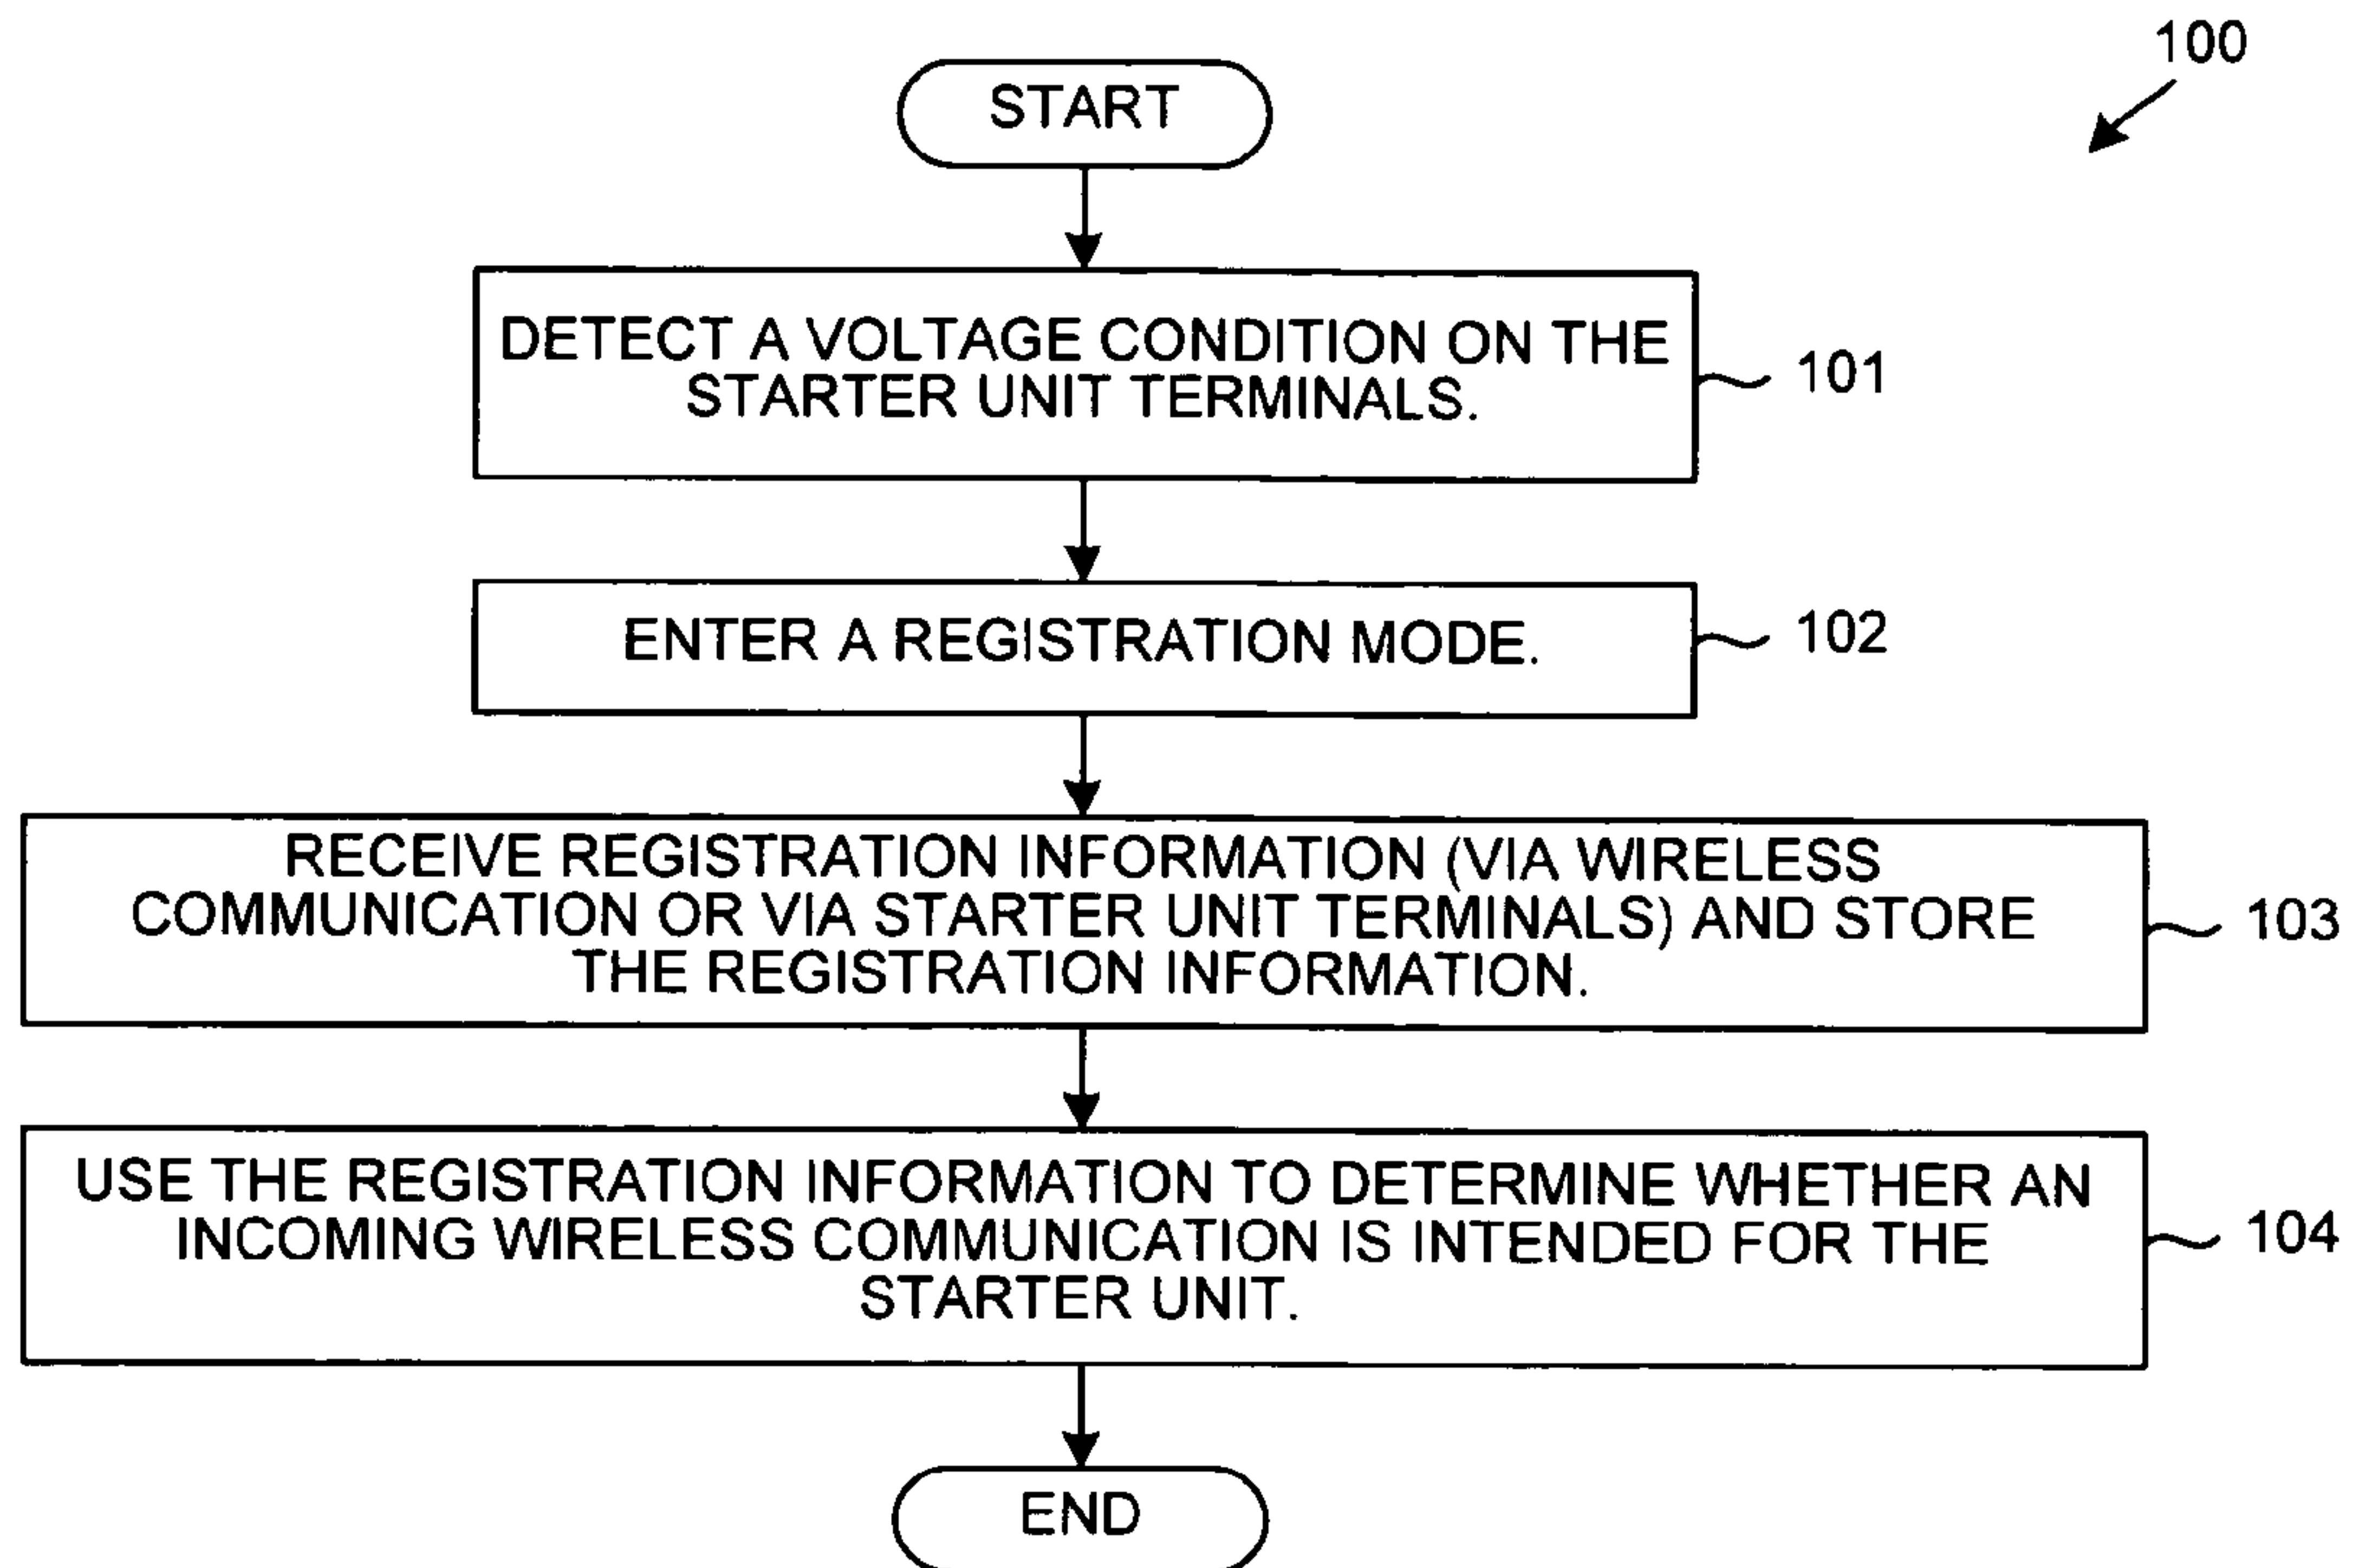 100
START
DETECT A VOLTAGE CONDITION ON THE
STARTER UNIT TERMINALS.
101
ENTER A REGISTRATION MODE.
102
RECEIVE REGISTRATION INFORMATION (VIA WIRELESS
COMMUNICATION OR VIA STARTER UNIT TERMINALS) AND STORE
THE REGISTRATION INFORMATION.
103
USE THE REGISTRATION INFORMATION TO DETERMINE WHETHER AN
INCOMING WIRELESS COMMUNICATION IS INTENDED FOR THE
STARTER UNIT.
104
END